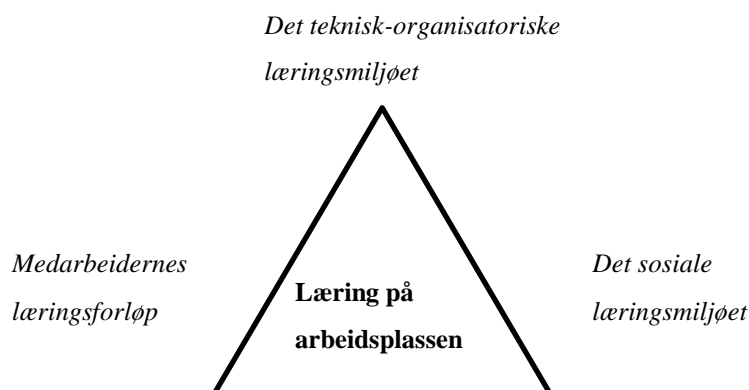 Det teknisk-organisatoriske
læringsmiljøet
Medarbeidernes
læringsforløp
Læring på
arbeidsplassen
Det sosiale
læringsmiljøet